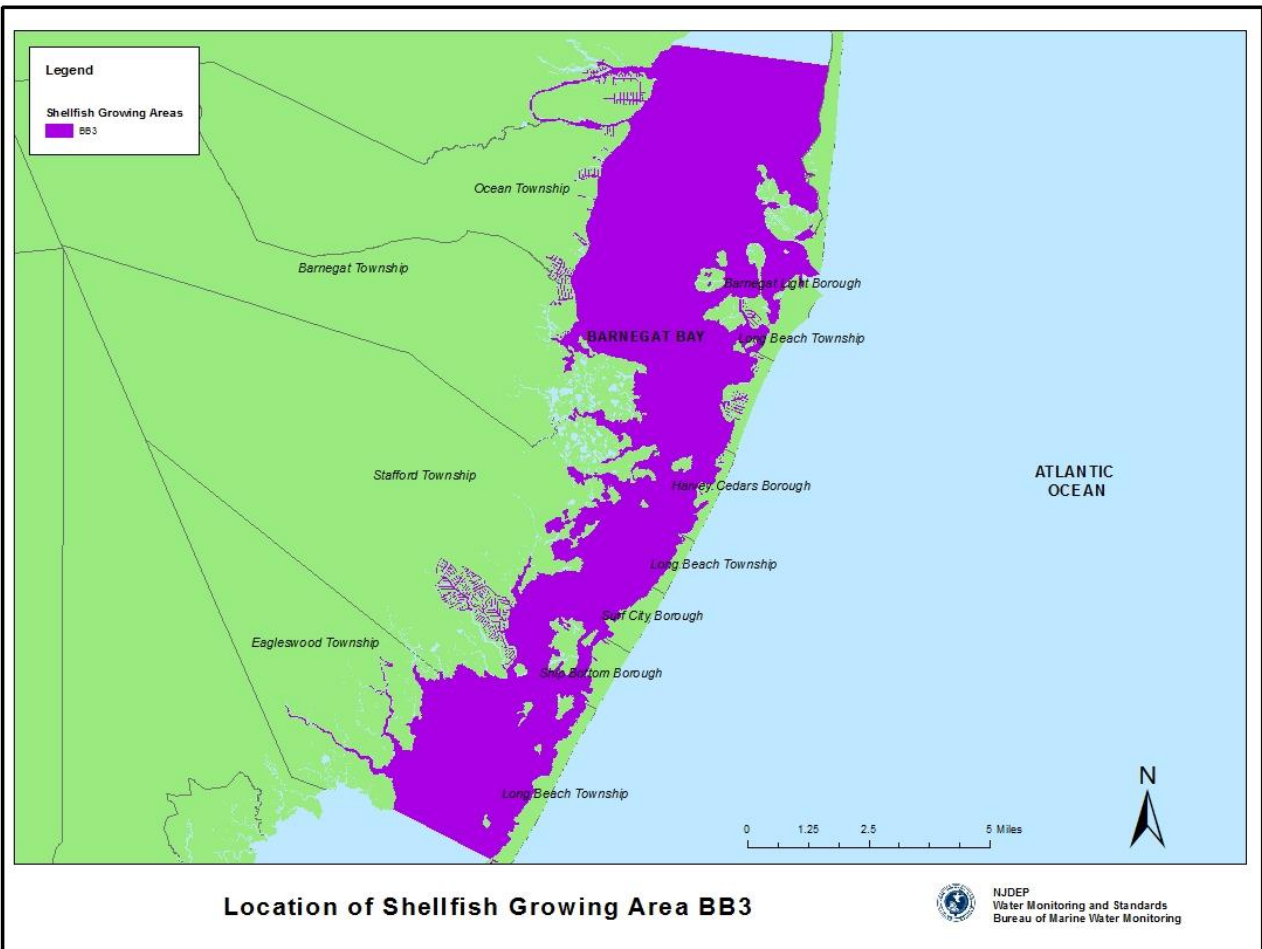 Legend
Shellfish Growing Areas
BB3
Ocean Township
Barnegat Township
Barnegat Light Borough
BARNEGAT BAY
Long Beach Township
Stafford Township
ATLANTIC
OCEAN
Harvey Cedars Borough
Long Beach Township
Surf City Borough
Eagleswood Township
Ship Bottom Borough
Long Beach Township
N
0 1.25 2.5 5 Miles
Location of Shellfish Growing Area BB3
NJDEP
Water Monitoring and Standards
Bureau of Marine Water Monitoring